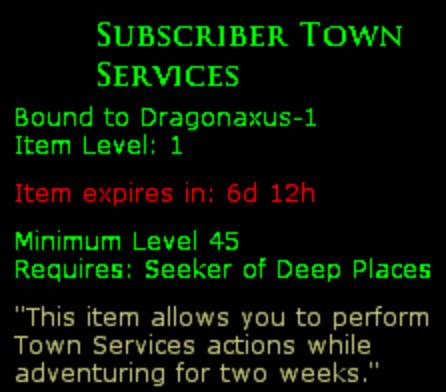 Subscriber Town
Services
Bound to Dragonaxus-1
Item Level: 1
Item expires in: 6d 12h
Minimum Level 45
Requires: Seeker of Deep Places
"This item allows you to perform
Town Services actions while
adventuring for two weeks."